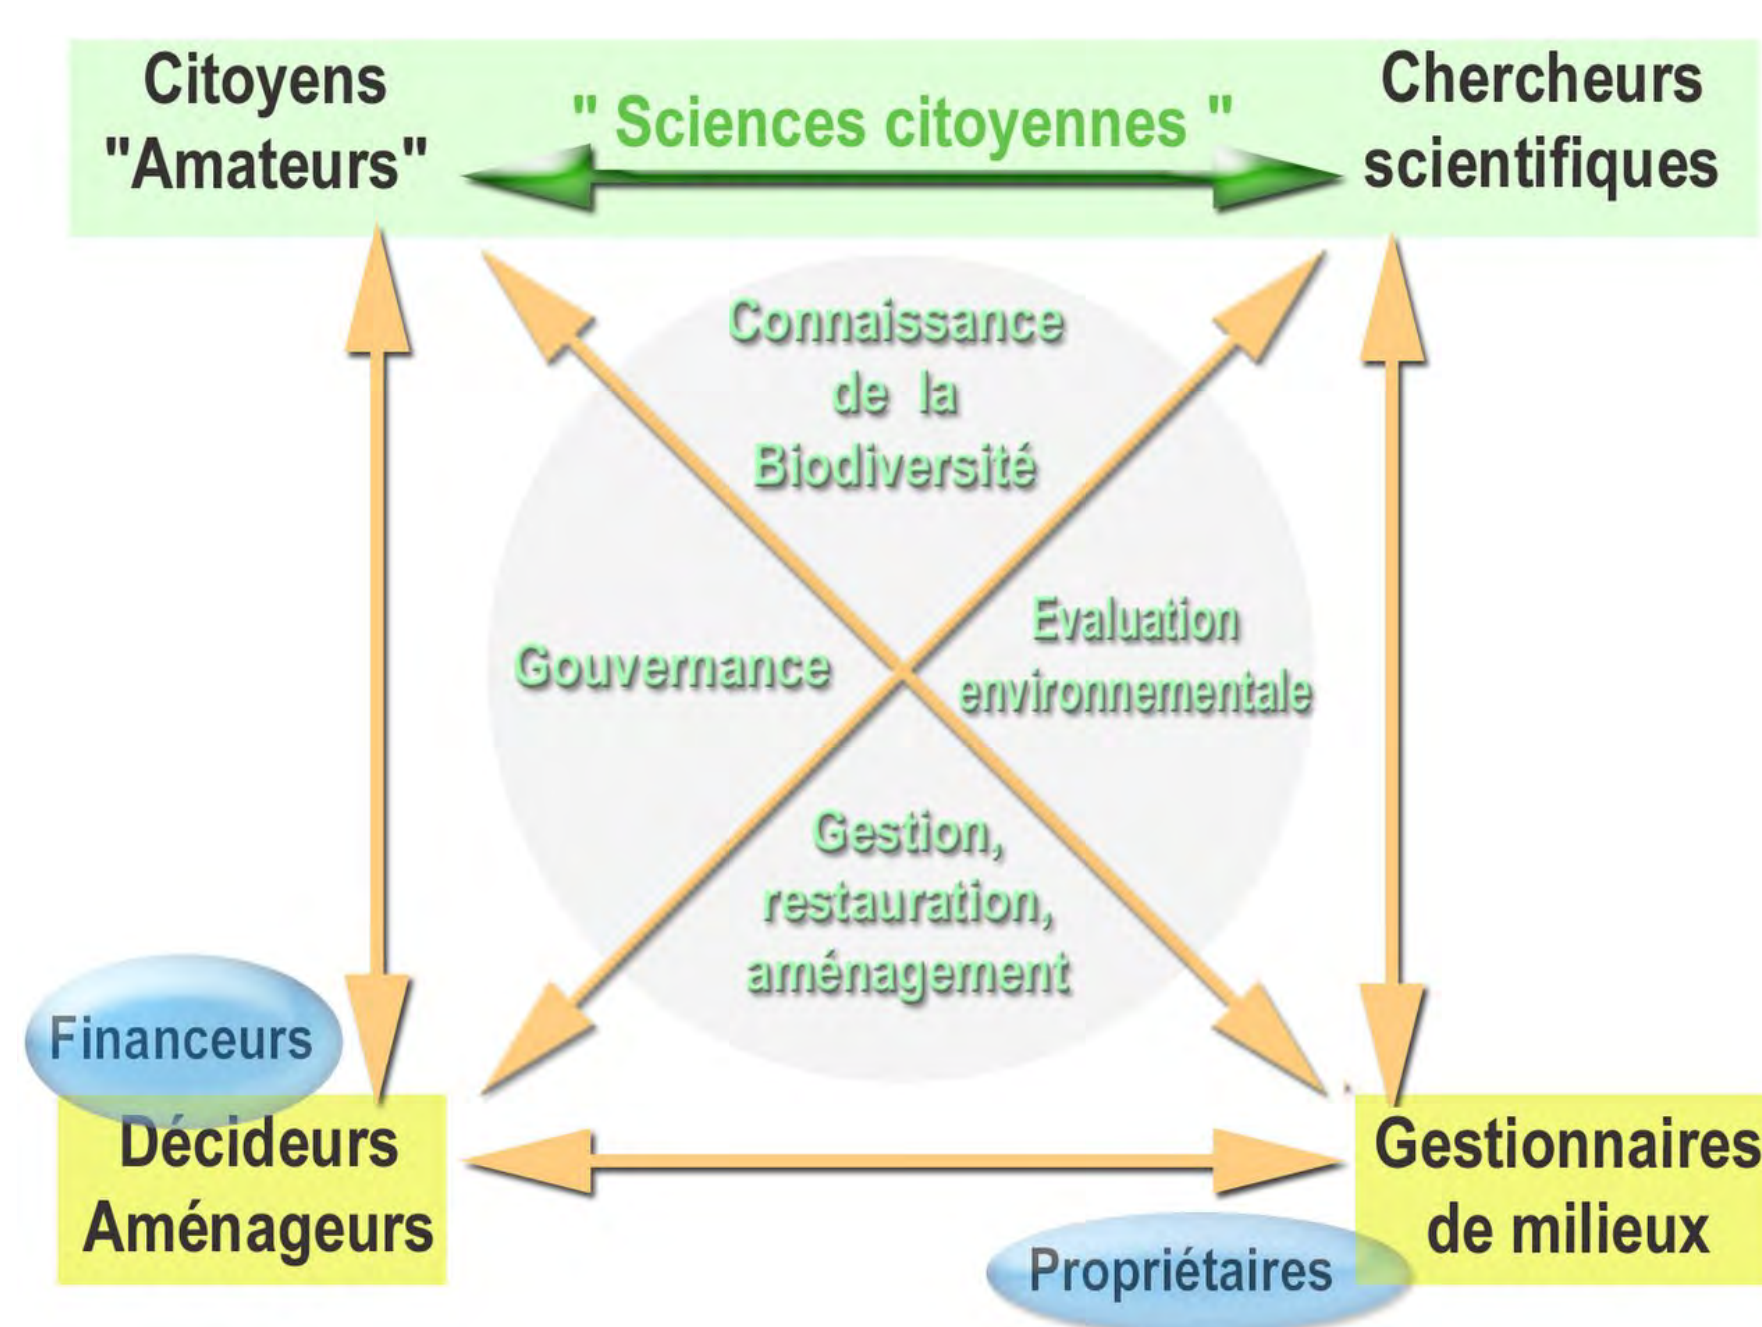 Citoyens
"Amateurs"
" Sciences citoyennes "
Chercheurs
scientifiques
Connaissance
de la
Biodiversité
Gouvernance
Evaluation
environnementale
Gestion,
restauration,
aménagement
Financeurs
Décideurs
Aménageurs
Gestionnaires
de milieux
Propriétaires